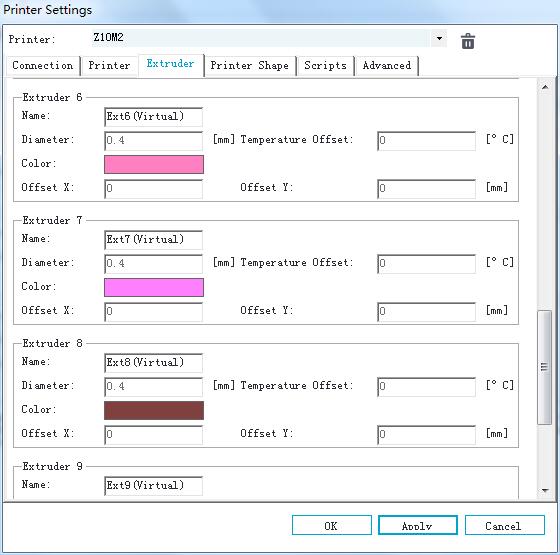 Printer Settings
Printer: Z10M2
Connection Printer Extruder Printer Shape Scripts Advanced
Extruder 6
Name: Ext6(Virtual)
Diameter: 0.4 [mm] Temperature Offset: 0 [° C]
Color:
Offset X: 0 Offset Y: 0 [mm]
Extruder 7
Name: Ext7(Virtual)
Diameter: 0.4 [mm] Temperature Offset: 0 [° C]
Color:
Offset X: 0 Offset Y: 0 [mm]
Extruder 8
Name: Ext8(Virtual)
Diameter: 0.4 [mm] Temperature Offset: 0 [° C]
Color:
Offset X: 0 Offset Y: 0 [mm]
Extruder 9
Name: Ext9(Virtual)
OK Apply Cancel